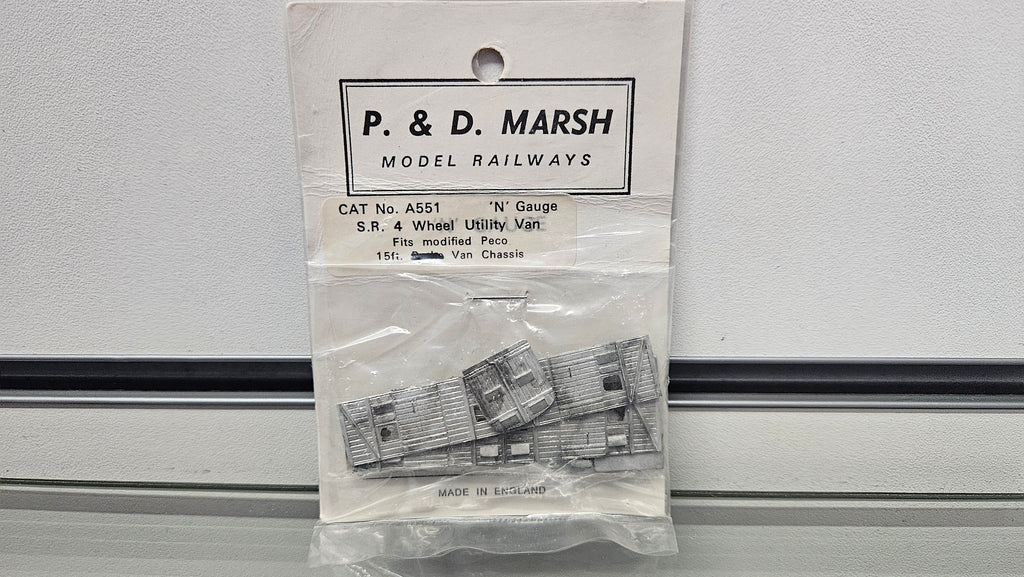 P. & D. MARSH
MODEL RAILWAYS
CAT No. A551 'N' Gauge
S.R. 4 Wheel Utility Van
Fits modified Peco
15ft. Van Chassis
MADE IN ENGLAND